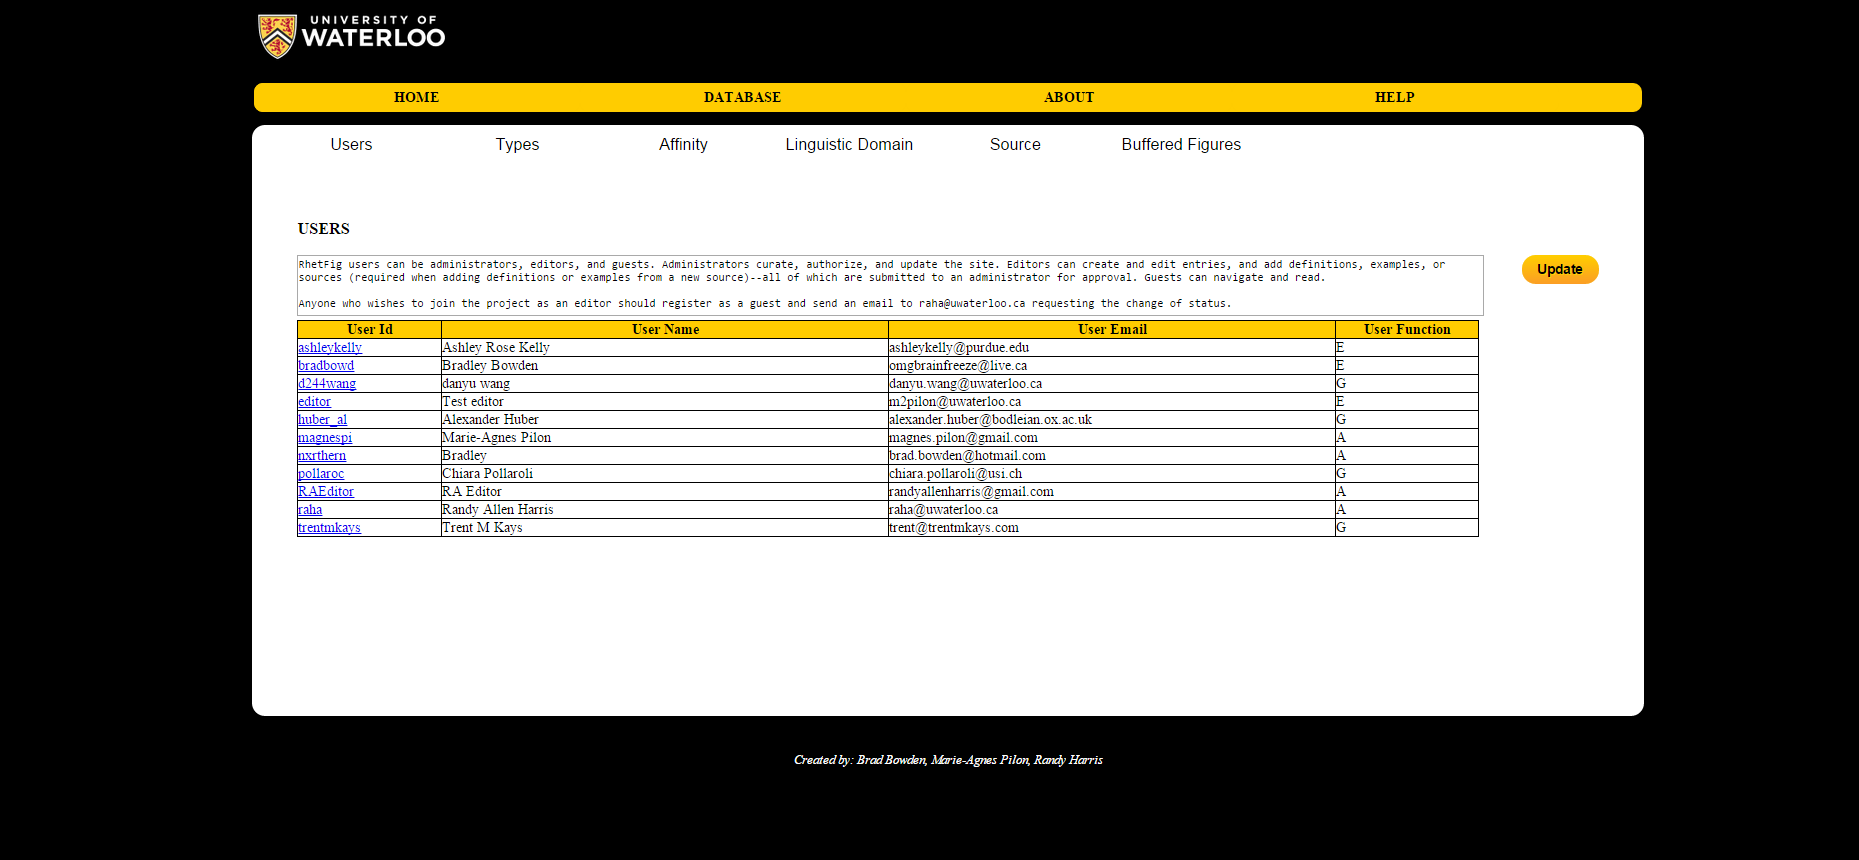 UNIVERSITY OF
WATERLOO
HOME DATABASE ABOUT HELP
Users Types Affinity Linguistic Domain Source Buffered Figures
USERS
RhetFig users can be administrators, editors, and guests. Administrators curate, authorize, and update the site. Editors can create and edit entries, and add definitions, examples, or
sources (required when adding definitions or examples from a new source)--all of which are submitted to an administrator for approval. Guests can navigate and read.
Anyone who wishes to join the project as an editor should register as a guest and send an email to raha@uwaterloo.ca requesting the change of status.
Update
User Id User Name User Email User Function
ashleykelly Ashley Rose Kelly ashleykelly@purdue.edu E
bradbowd Bradley Bowden omgbrainfreeze@live.ca E
d244wang danyu wang danyu.wang@uwaterloo.ca G
editor Test editor m2pilon@uwaterloo.ca E
huber_al Alexander Huber alexander.huber@bodleian.ox.ac.uk G
magnespi Marie-Agnes Pilon magnes.pilon@gmail.com A
nxrthern Bradley brad.bowden@hotmail.com A
pollaroc Chiara Pollaroli chiara.pollaroli@usi.ch G
RAEditor RA Editor randyallenharris@gmail.com A
raha Randy Allen Harris raha@uwaterloo.ca A
trentmkays Trent M Kays trent@trentmkays.com G
Created by: Brad Bowden, Marie-Agnes Pilon, Randy Harris